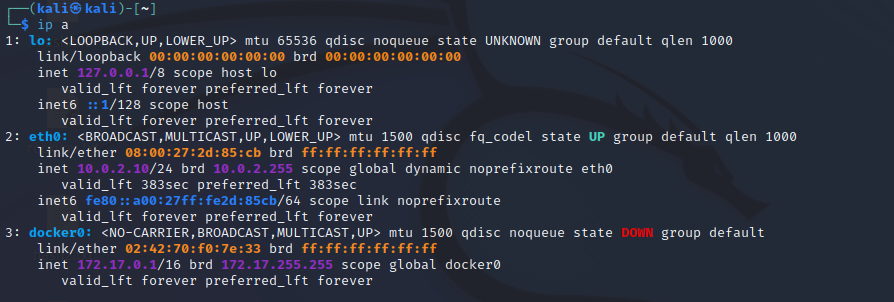 ┌──(kali㉿kali)-[~]
└─$ ip a
1: lo: <LOOPBACK,UP,LOWER_UP> mtu 65536 qdisc noqueue state UNKNOWN group default qlen 1000
    link/loopback 00:00:00:00:00:00 brd 00:00:00:00:00:00
    inet 127.0.0.1/8 scope host lo
       valid_lft forever preferred_lft forever
    inet6 ::1/128 scope host
       valid_lft forever preferred_lft forever
2: eth0: <BROADCAST,MULTICAST,UP,LOWER_UP> mtu 1500 qdisc fq_codel state UP group default qlen 1000
    link/ether 08:00:27:2d:85:cb brd ff:ff:ff:ff:ff:ff
    inet 10.0.2.10/24 brd 10.0.2.255 scope global dynamic noprefixroute eth0
       valid_lft 383sec preferred_lft 383sec
    inet6 fe80::a00:27ff:fe2d:85cb/64 scope link noprefixroute
       valid_lft forever preferred_lft forever
3: docker0: <NO-CARRIER,BROADCAST,MULTICAST,UP> mtu 1500 qdisc noqueue state DOWN group default
    link/ether 02:42:70:f0:7e:33 brd ff:ff:ff:ff:ff:ff
    inet 172.17.0.1/16 brd 172.17.255.255 scope global docker0
       valid_lft forever preferred_lft forever